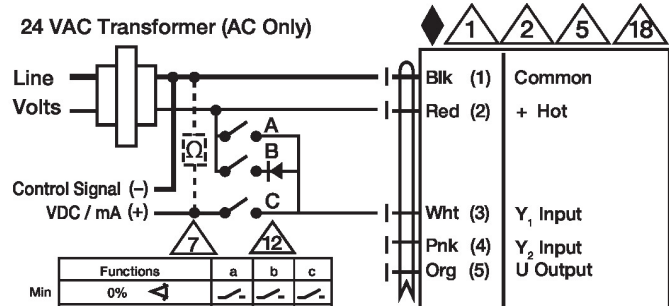 24 VAC Transformer (AC Only)
1 2 5 18
Line
Volts
Blk (1) Common
Red (2) + Hot
A
B
Ω
Control Signal (–)
VDC / mA (+)
C
Wht (3) Y1 Input
Pnk (4) Y2 Input
Org (5) U Output
7 12
Functions a b c
Min 0%